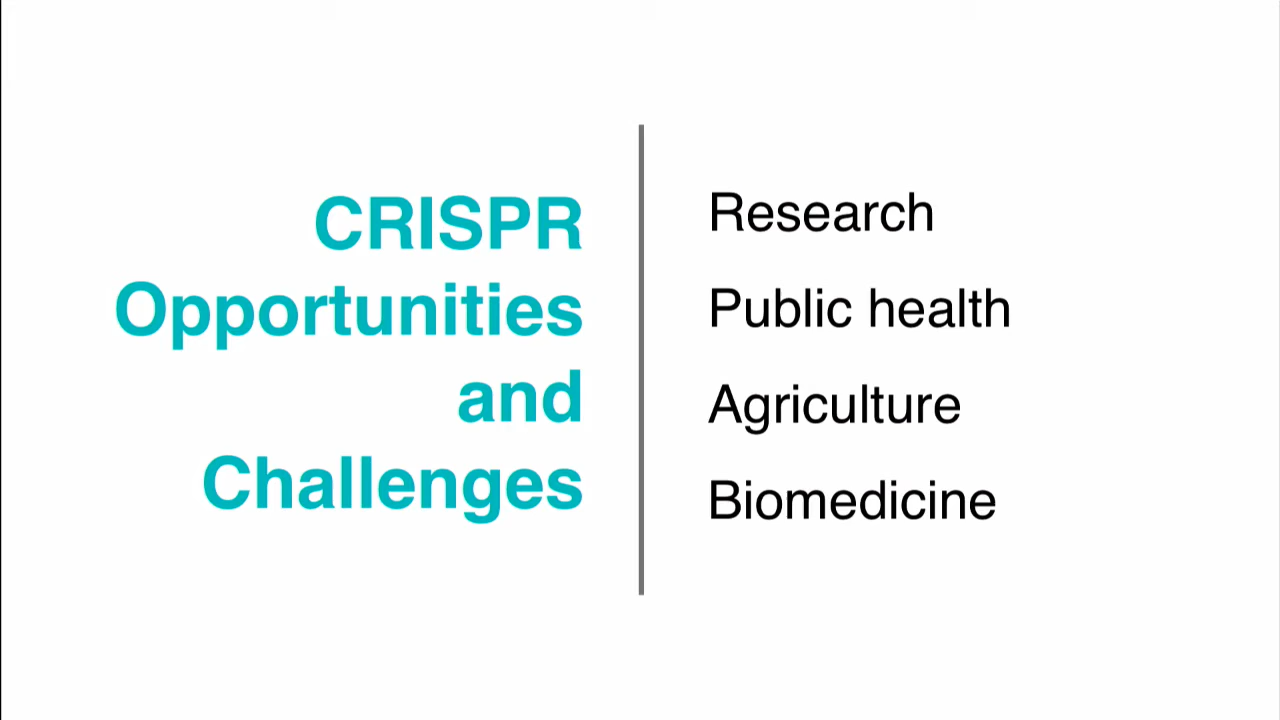 CRISPR
Opportunities
and
Challenges
Research
Public health
Agriculture
Biomedicine